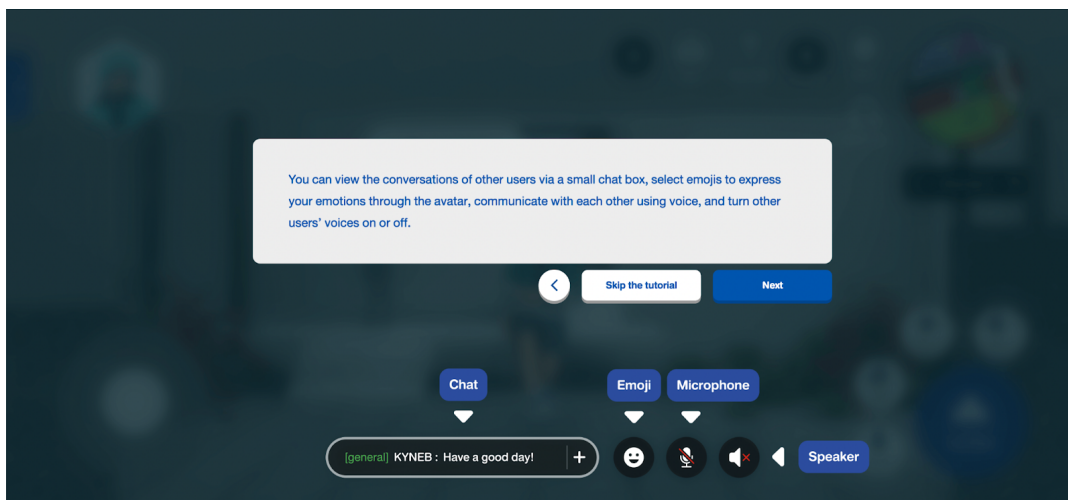 You can view the conversations of other users via a small chat box, select emojis to express
your emotions through the avatar, communicate with each other using voice, and turn other
users' voices on or off.
Skip the tutorial
Next
Chat
Emoji
Microphone
[general] KYNEB : Have a good day!
Speaker